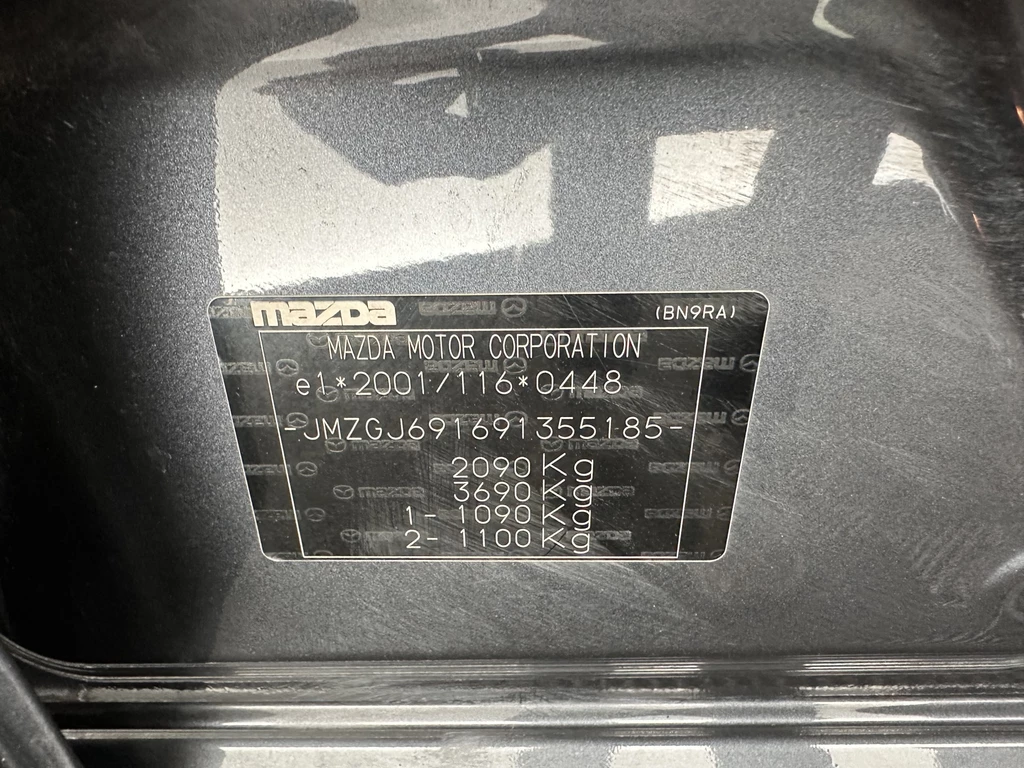 mazda (BN9RA)
MAZDA MOTOR CORPORATION
e1*2001/116*0448
-JMZGJ691691355185-
2090 Kg
3690 Kg
1- 1090 Kg
2- 1100 Kg